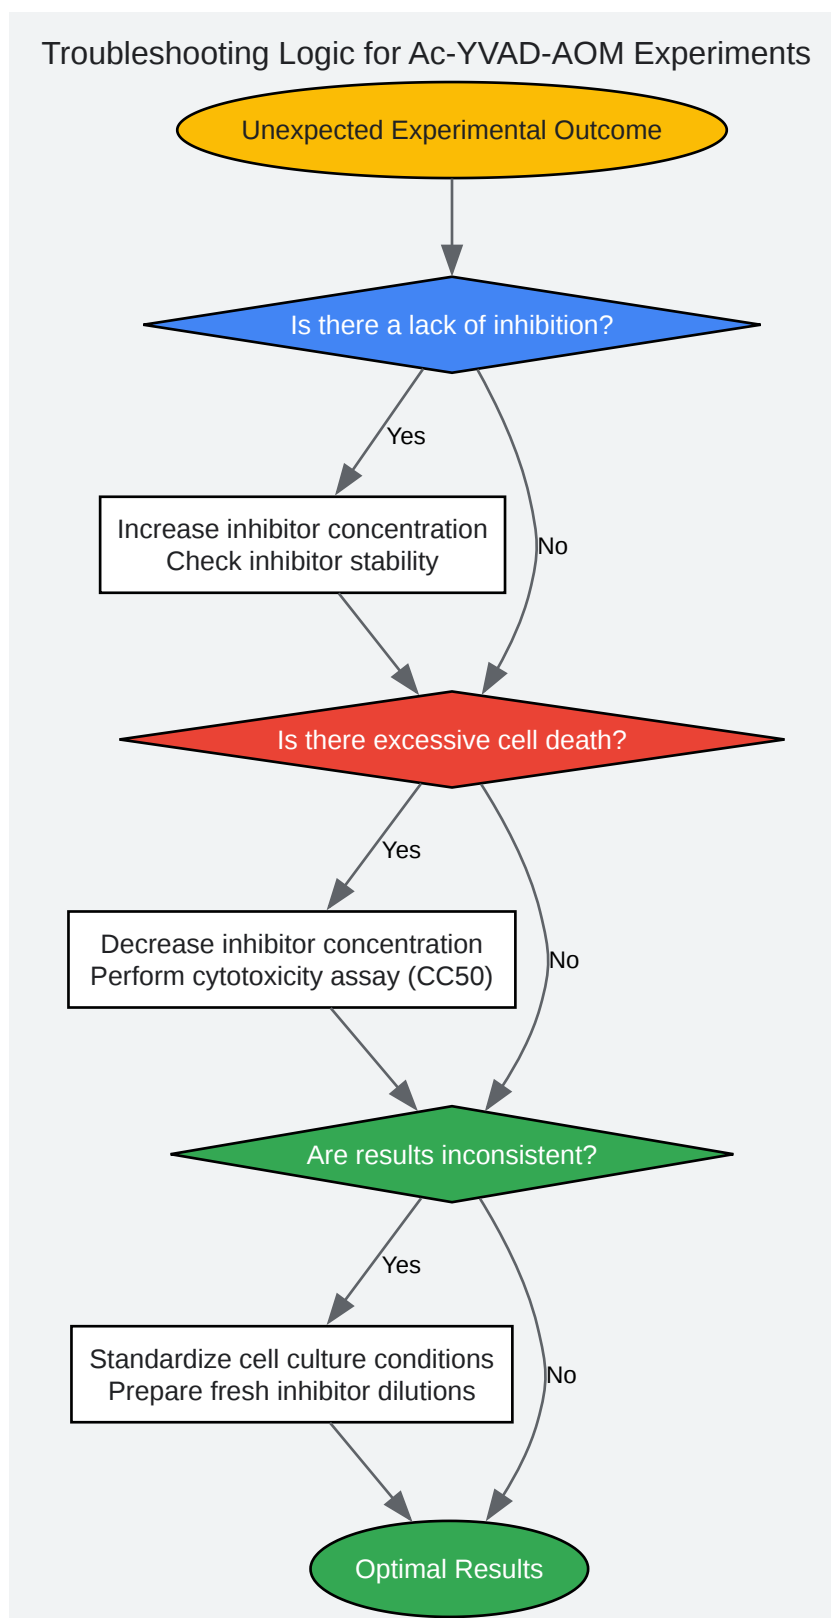 Troubleshooting Logic for Ac-YVAD-AOM Experiments
Unexpected Experimental Outcome
Is there a lack of inhibition?
Yes
Increase inhibitor concentration
Check inhibitor stability
No
Is there excessive cell death?
Yes
Decrease inhibitor concentration
Perform cytotoxicity assay (CC50)
No
Are results inconsistent?
Yes
Standardize cell culture conditions
Prepare fresh inhibitor dilutions
No
Optimal Results